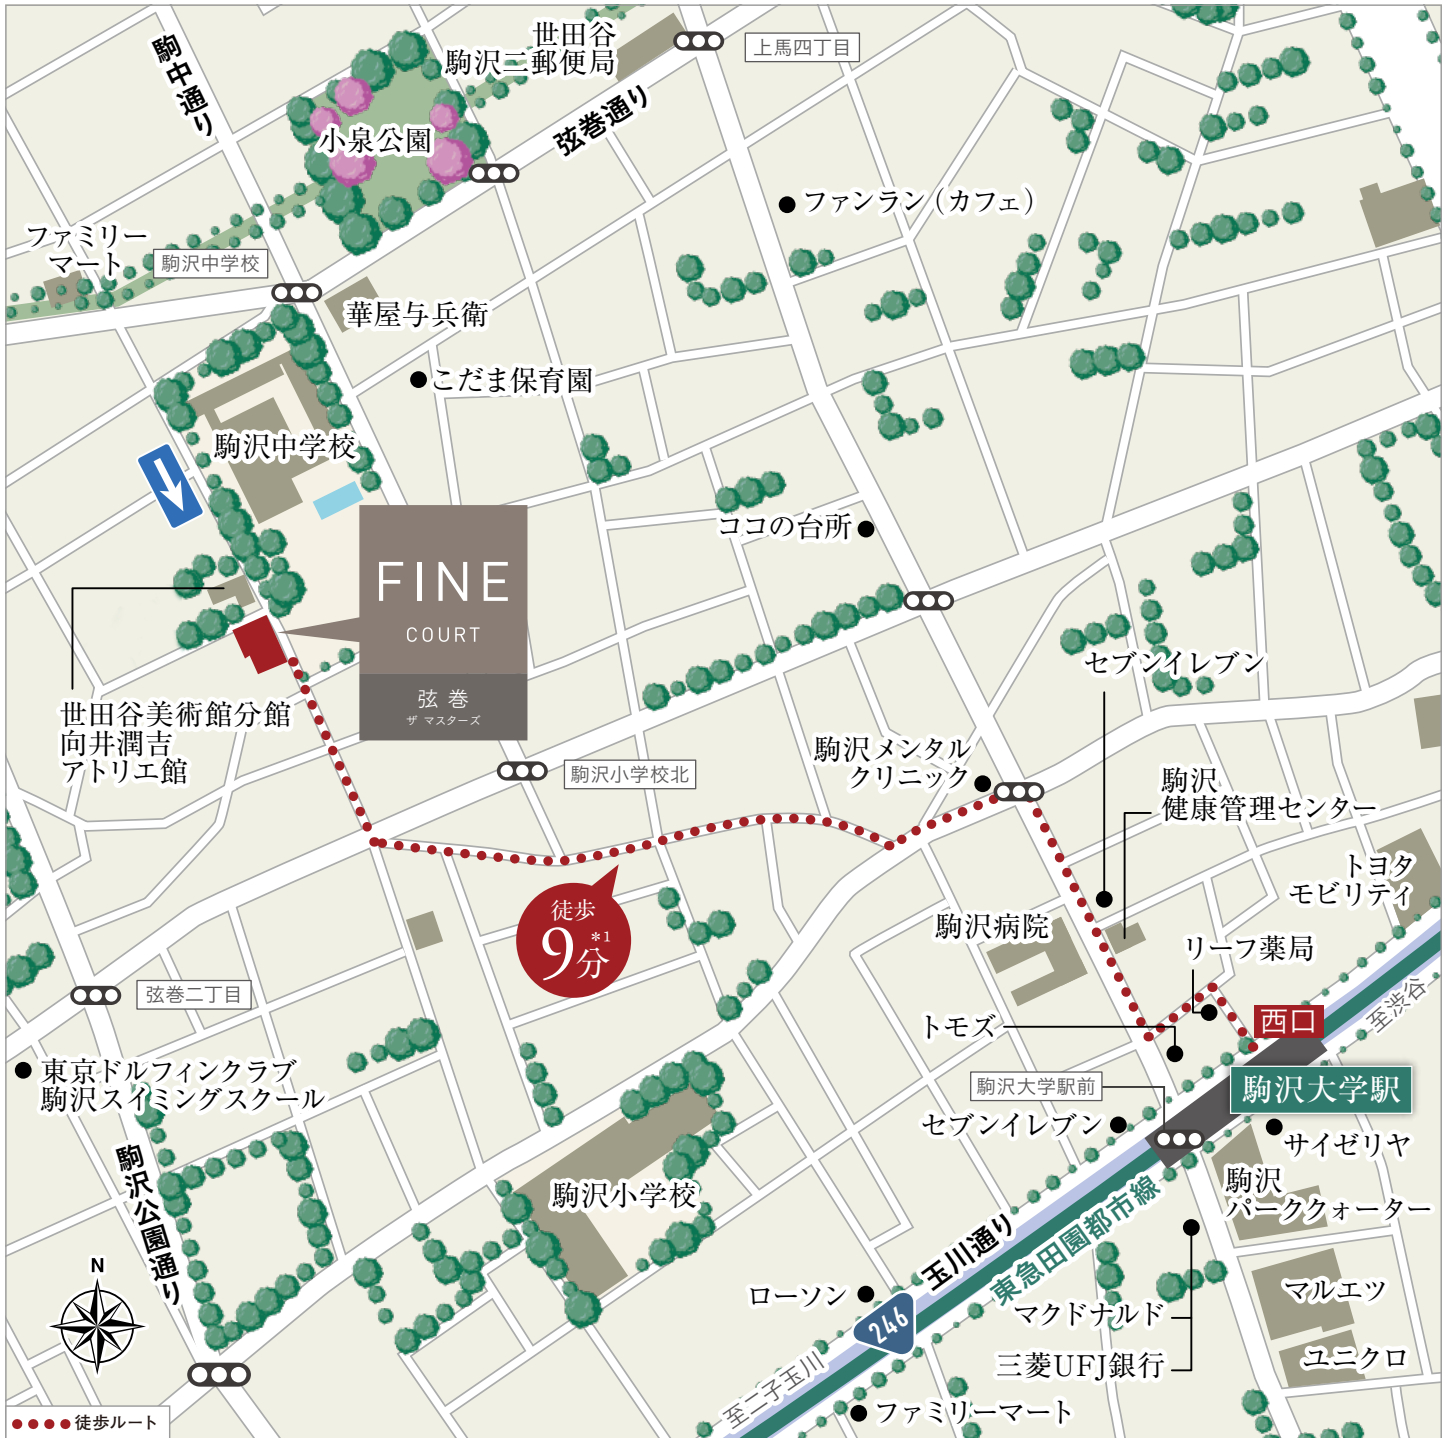 駒中通り
世田谷
駒沢二郵便局
上馬四丁目
弦巻通り
小泉公園
ファンラン(カフェ)
ファミリー
マート
駒沢中学校
華屋与兵衛
こだま保育園
駒沢中学校
ココの台所
FINE
COURT
弦巻
ザ マスターズ
セブンイレブン
世田谷美術館分館
向井潤吉
アトリエ館
駒沢小学校北
駒沢メンタル
クリニック
駒沢
健康管理センター
トヨタ
モビリティ
徒歩
9分*1
駒沢病院
リーフ薬局
弦巻二丁目
トモズ
西口
至渋谷
東京ドルフィンクラブ
駒沢スイミングスクール
駒沢大学駅前
駒沢大学駅
セブンイレブン
サイゼリヤ
駒沢公園通り
駒沢小学校
駒沢
パーククォーター
玉川通り
東急田園都市線
N
ローソン
246
マクドナルド
マルエツ
三菱UFJ銀行
ユニクロ
至二子玉川
ファミリーマート
徒歩ルート